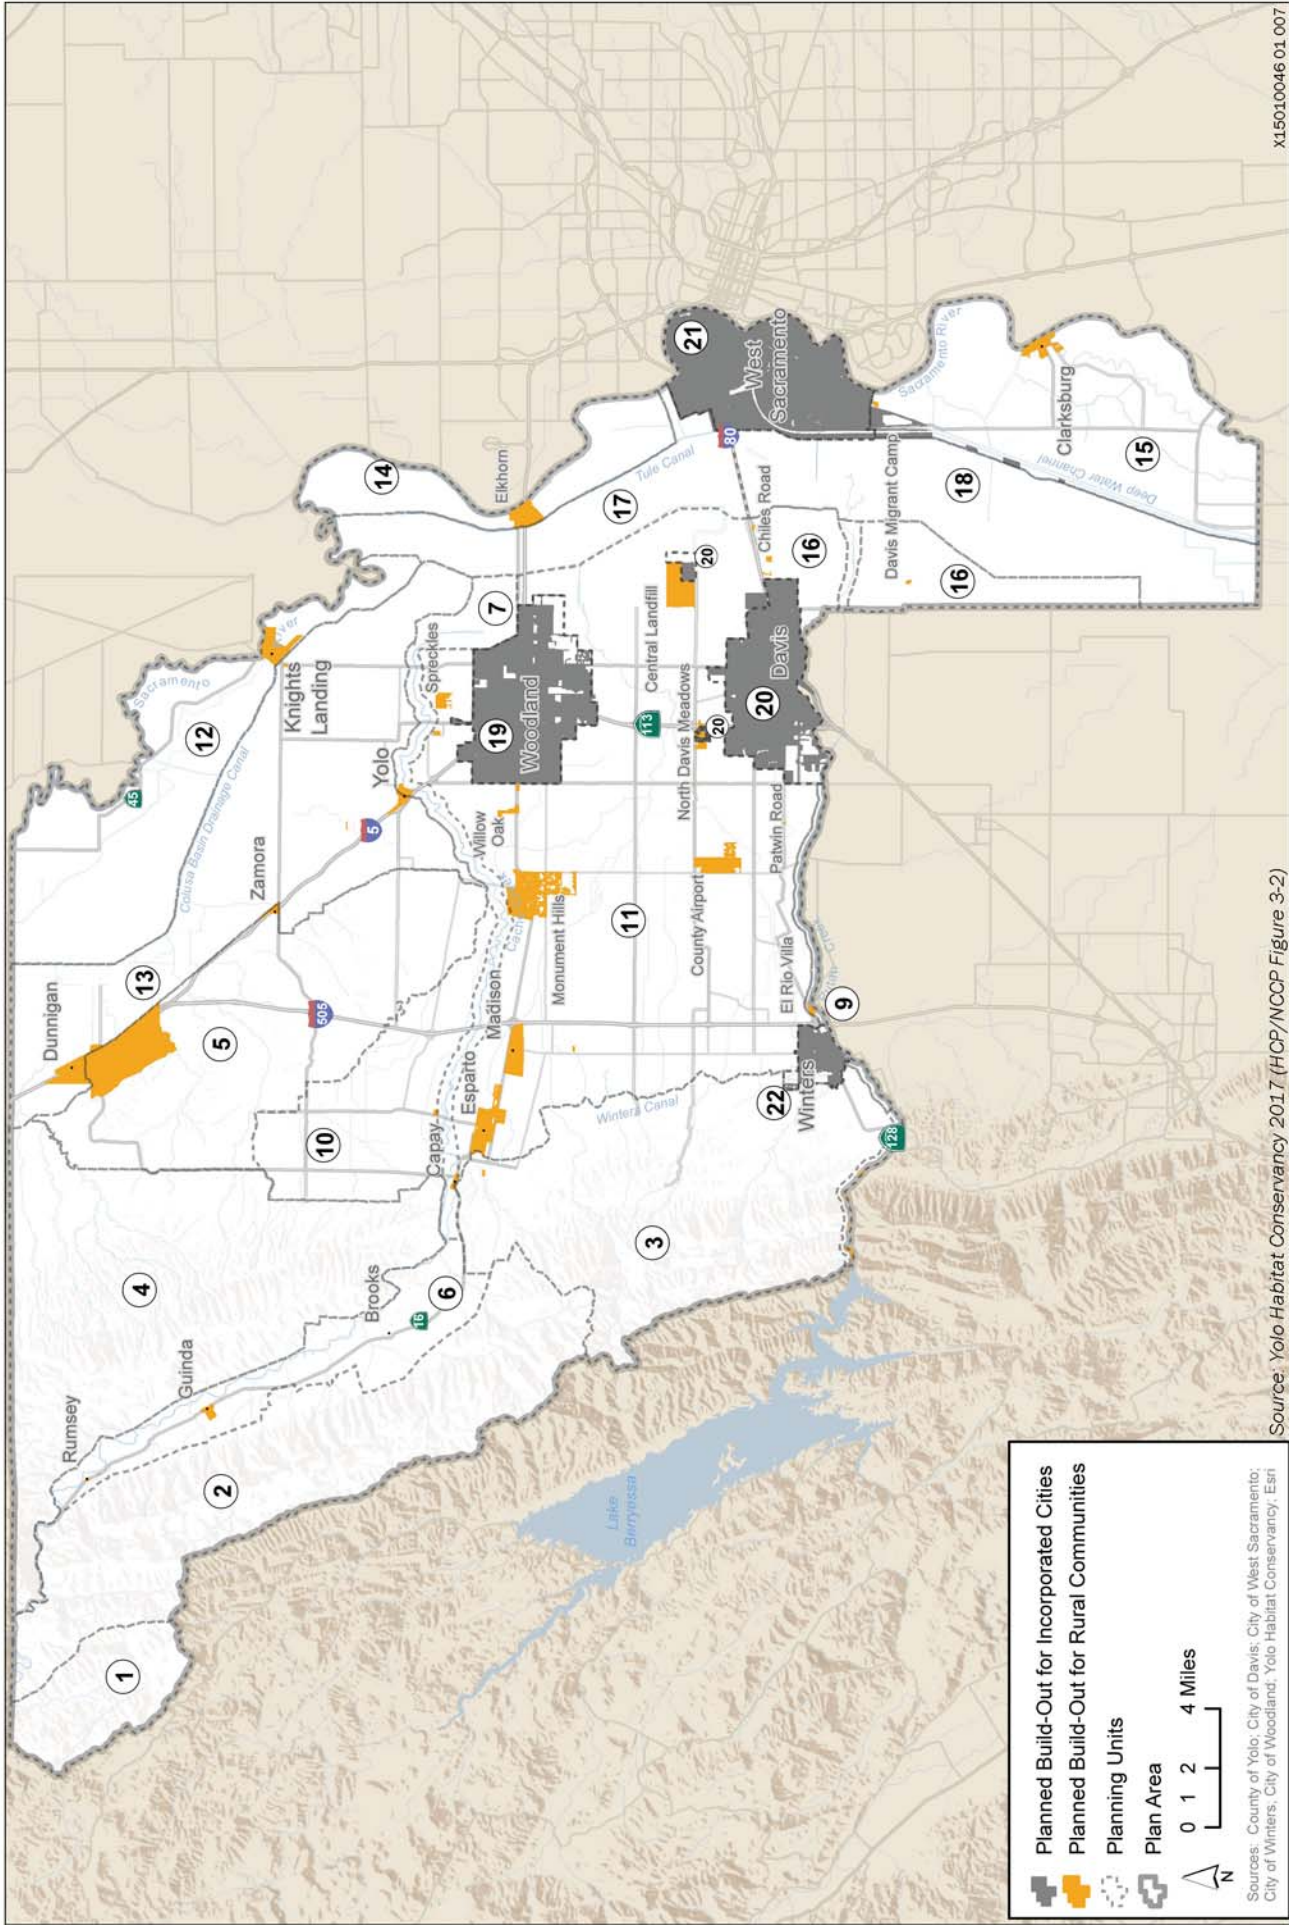 Rumsey
Guinda
Brooks
Capay
Esparto
Madison
Monument Hills
Dunnigan
Zamora
Yolo
Knights
Landing
Willow
Oak
Spreckles
Woodland
Elkhorn
Central Landfill
North Davis Meadows
County Airport
Patwin Road
El Rio Villa
Winters
Davis
Chiles Road
Davis Migrant Camp
West
Sacramento
Clarksburg
Colusa Basin Drainage Canal
Sacramento
Tule Canal
Sacramento River
Deep Water Channel
Winters Canal
Lake
Berryessa
1
2
3
4
5
6
7
9
10
11
12
13
14
15
16
16
17
18
19
20
20
20
21
22
45
5
505
16
113
80
128
Planned Build-Out for Incorporated Cities
Planned Build-Out for Rural Communities
Planning Units
Plan Area
N
0 1 2 4 Miles
Sources: County of Yolo; City of Davis; City of West Sacramento;
City of Winters; City of Woodland; Yolo Habitat Conservancy; Esri
Source: Yolo Habitat Conservancy 2017 (HCP/NCCP Figure 3-2)
X15010046 01 007